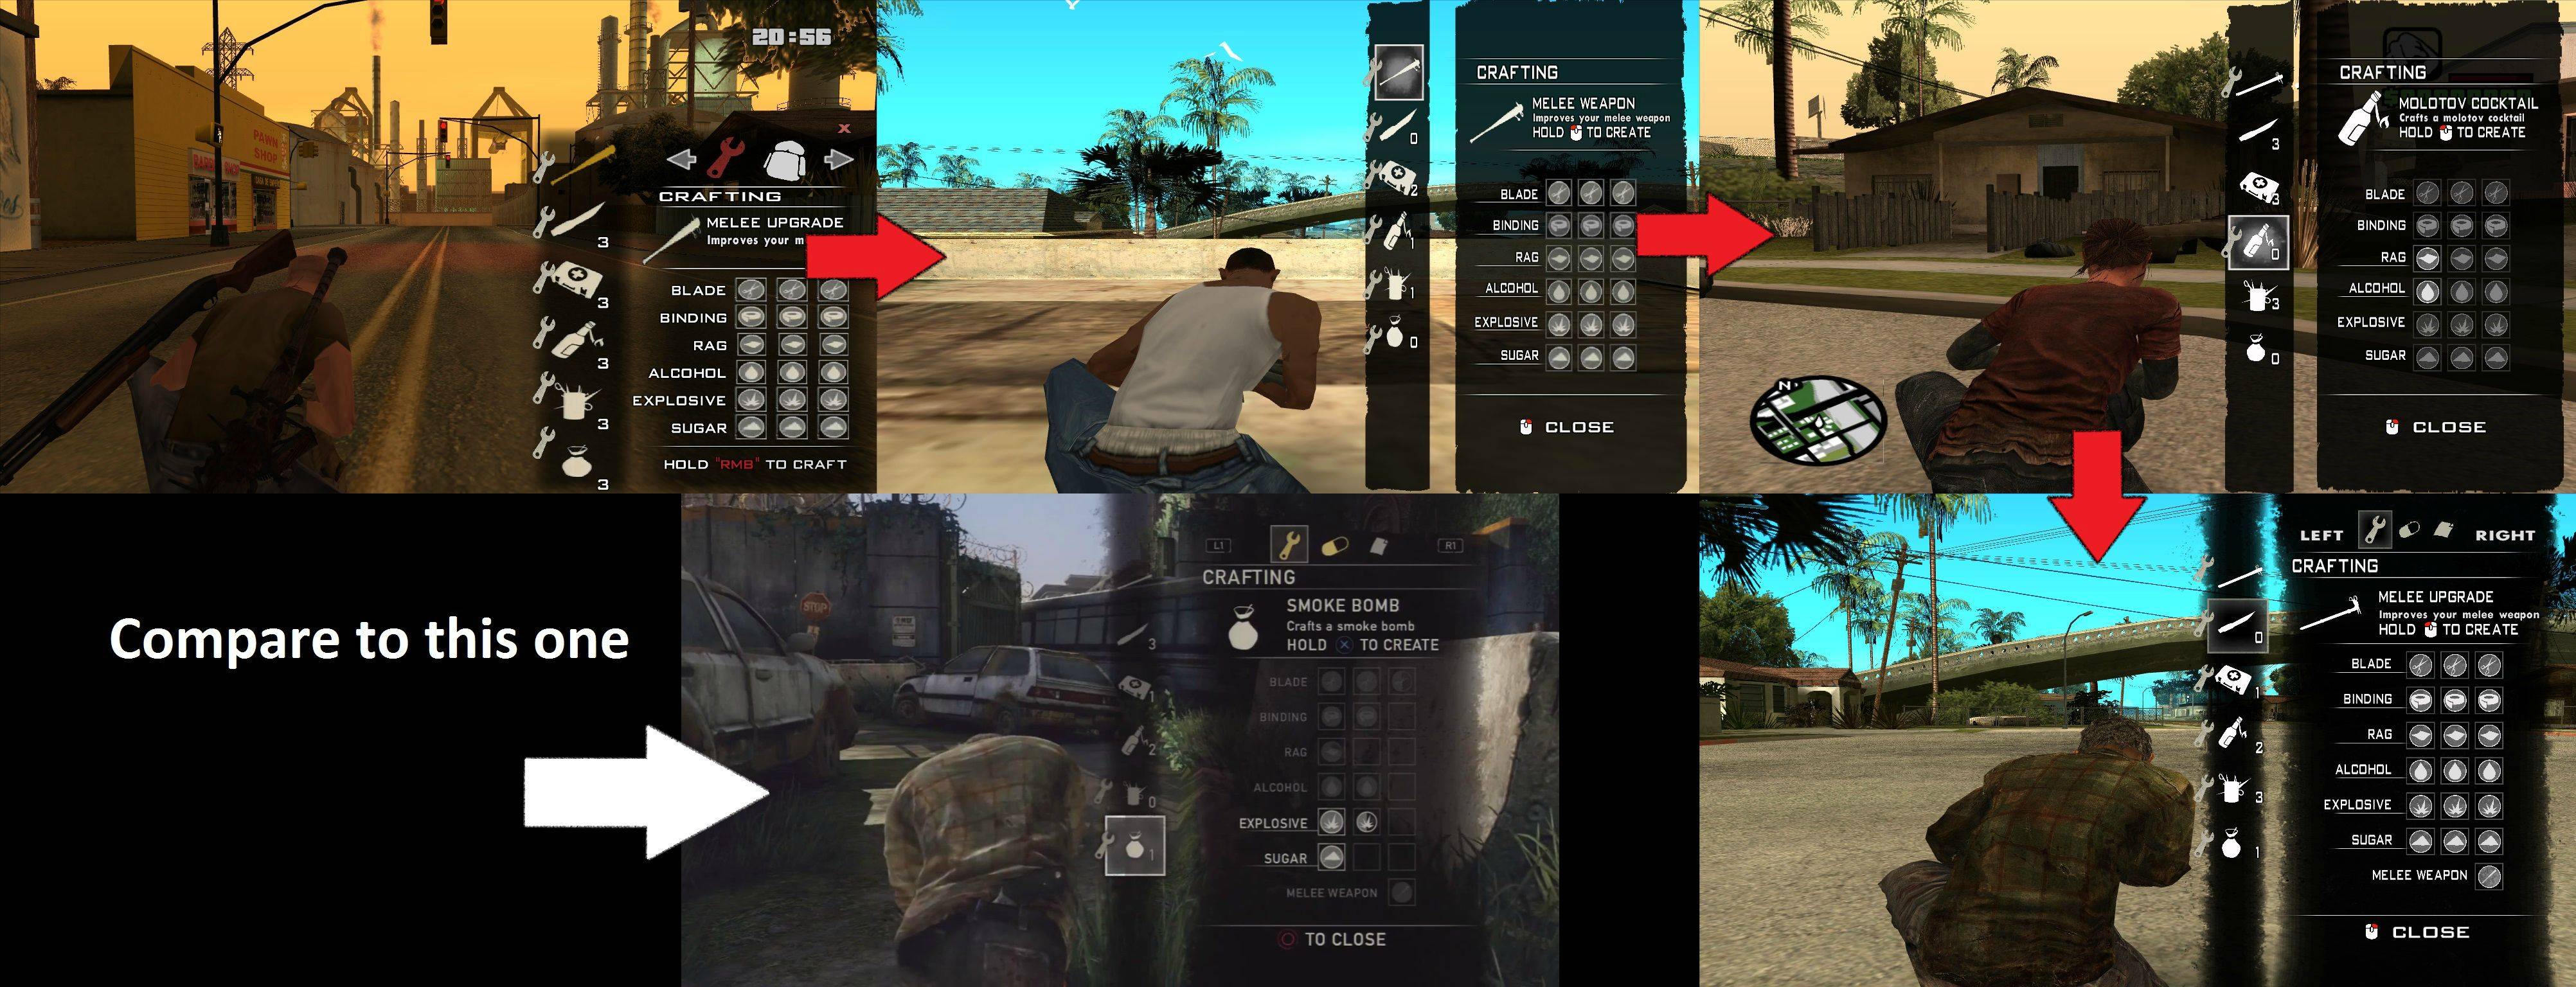 20:56
PAWN
SHOP
X
CRAFTING
MELEE UPGRADE
Improves your m
3
3
3
3
3
BLADE
BINDING
RAG
ALCOHOL
EXPLOSIVE
SUGAR
HOLD "RMB" TO CRAFT
0
2
1
1
0
CRAFTING
MELEE WEAPON
Improves your melee weapon
HOLD TO CREATE
BLADE
BINDING
RAG
ALCOHOL
EXPLOSIVE
SUGAR
CLOSE
N
3
3
0
3
0
CRAFTING
MOLOTOV COCKTAIL
Crafts a molotov cocktail
HOLD TO CREATE
BLADE
BINDING
RAG
ALCOHOL
EXPLOSIVE
SUGAR
CLOSE
Compare to this one
STOP
3
1
2
0
1
L1
R1
CRAFTING
SMOKE BOMB
Crafts a smoke bomb
HOLD X TO CREATE
BLADE
BINDING
RAG
ALCOHOL
EXPLOSIVE
SUGAR
MELEE WEAPON
TO CLOSE
0
1
2
3
1
LEFT
RIGHT
CRAFTING
MELEE UPGRADE
Improves your melee weapon
HOLD TO CREATE
BLADE
BINDING
RAG
ALCOHOL
EXPLOSIVE
SUGAR
MELEE WEAPON
CLOSE